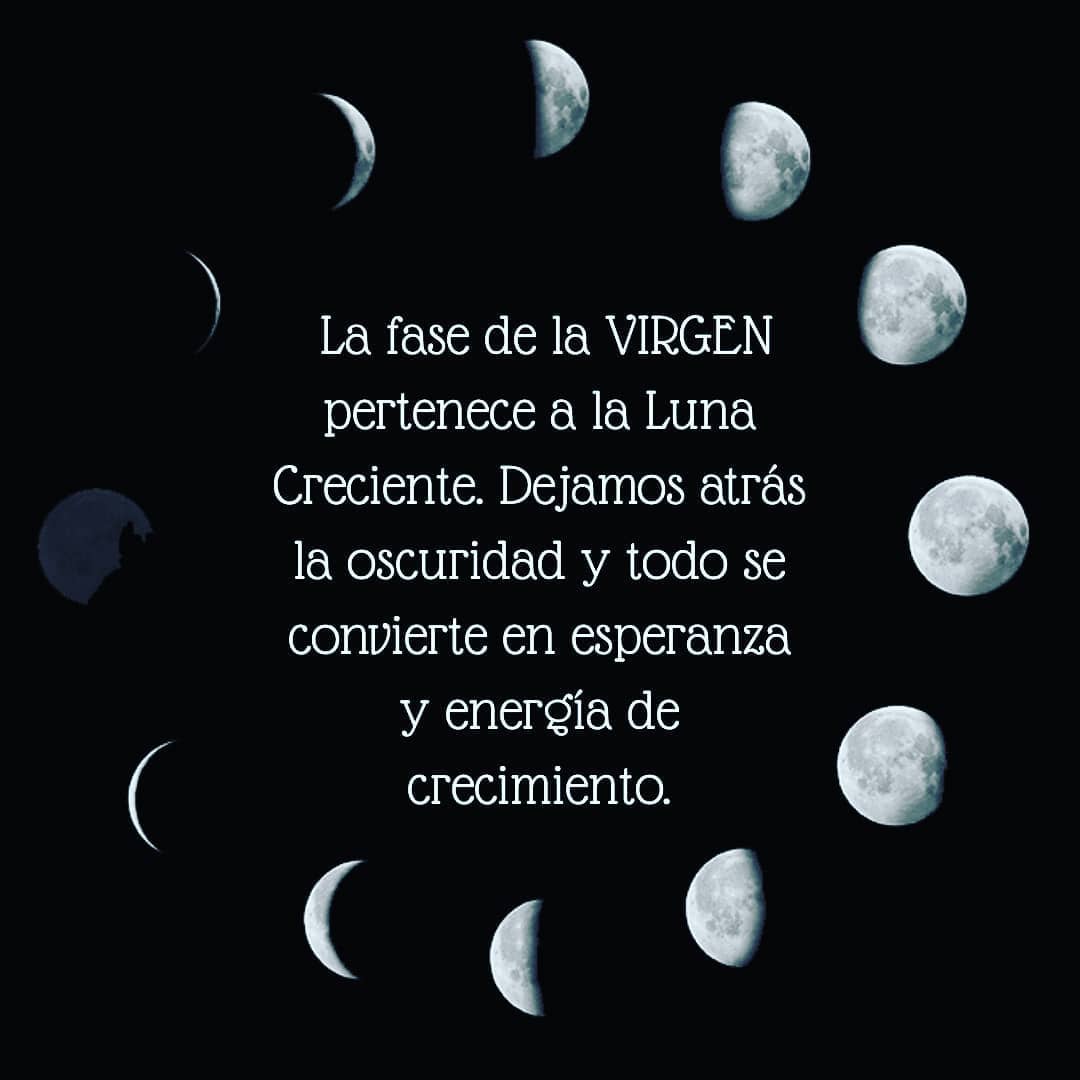 La fase de la VIRGEN
pertenece a la Luna
Creciente. Dejamos atrás
la oscuridad y todo se
convierte en esperanza
y energía de
crecimiento.